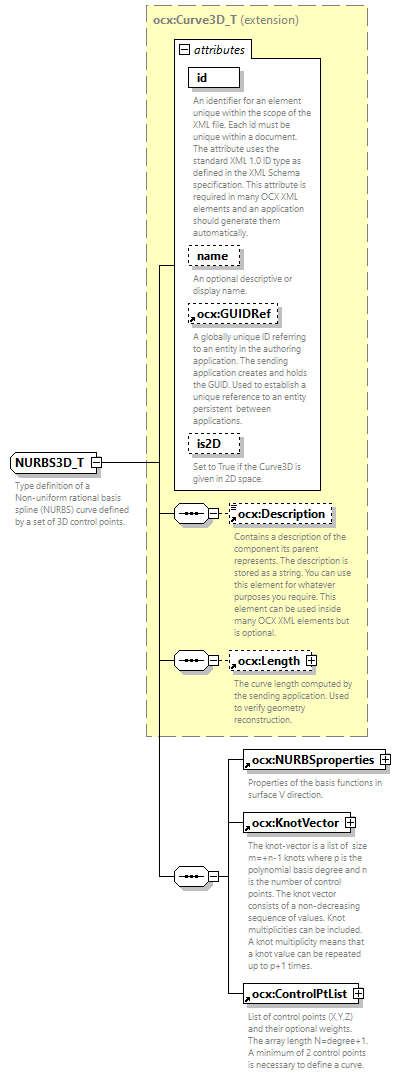 ocx:Curve3D_T (extension)
attributes
id
An identifier for an element
unique within the scope of the
XML file. Each id must be
unique within a document.
The attribute uses the
standard XML 1.0 ID type as
defined in the XML Schema
specification. This attribute is
required in many OCX XML
elements and an application
should generate them
automatically.
name
An optional descriptive or
display name.
ocx:GUIDRef
A globally unique ID referring
to an entity in the authoring
application. The sending
application creates and holds
the GUID. Used to establish a
unique reference to an entity
persistent  between
applications.
is2D
Set to True if the Curve3D is
given in 2D space.
NURBS3D_T
Type definition of a
Non-uniform rational basis
spline (NURBS) curve defined
by a set of 3D control points.
ocx:Description
Contains a description of the
component its parent
represents. The description is
stored as a string. You can use
this element for whatever
purposes you require. This
element can be used inside
many OCX XML elements but
is optional.
ocx:Length
The curve length computed by
the sending application. Used
to verify geometry
reconstruction.
ocx:NURBSproperties
Properties of the basis functions in
surface V direction.
ocx:KnotVector
The knot-vector is a list of  size
m=+n-1 knots where p is the
polynomial basis degree and n
is the number of control
points. The knot vector
consists of a non-decreasing
sequence of values. Knot
multiplicities can be included.
A knot multiplicity means that
a knot value can be repeated
up to p+1 times.
ocx:ControlPtList
List of control points (X,Y,Z)
and their optional weights.
The array length N=degree+1.
A minimum of 2 control points
is necessary to define a curve.